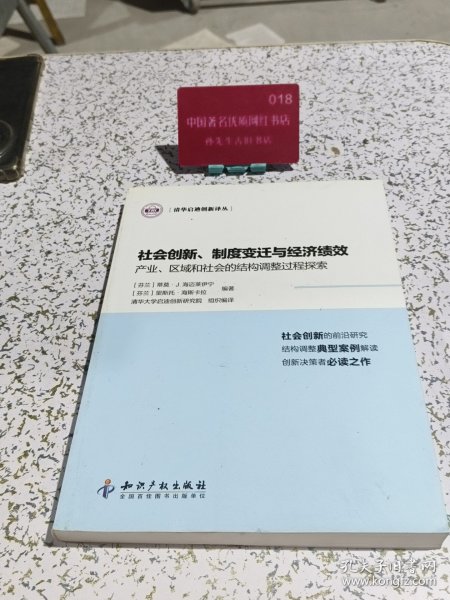 018
中国著名优质网红书店
孙先生古旧书店
[清华启迪创新译丛]
社会创新、制度变迁与经济绩效
产业、区域和社会的结构调整过程探索
[芬兰]蒂莫·J 海迈莱伊宁
[芬兰]里斯托·海斯卡拉 编著
清华大学启迪创新研究院 组织编译
社会创新的前沿研究
结构调整典型案例解读
创新决策者必读之作
知识产权出版社
全国百佳图书出版单位
孔夫子旧书网
www.kongfz.com